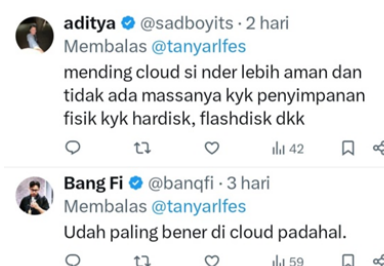 aditya @sadboyits · 2 hari
Membalas @tanyarlfes
mending cloud si nder lebih aman dan
tidak ada massanya kyk penyimpanan
fisik kyk hardisk, flashdisk dkk
42
Bang Fi @banqfi · 3 hari
Membalas @tanyarlfes
Udah paling bener di cloud padahal.
59